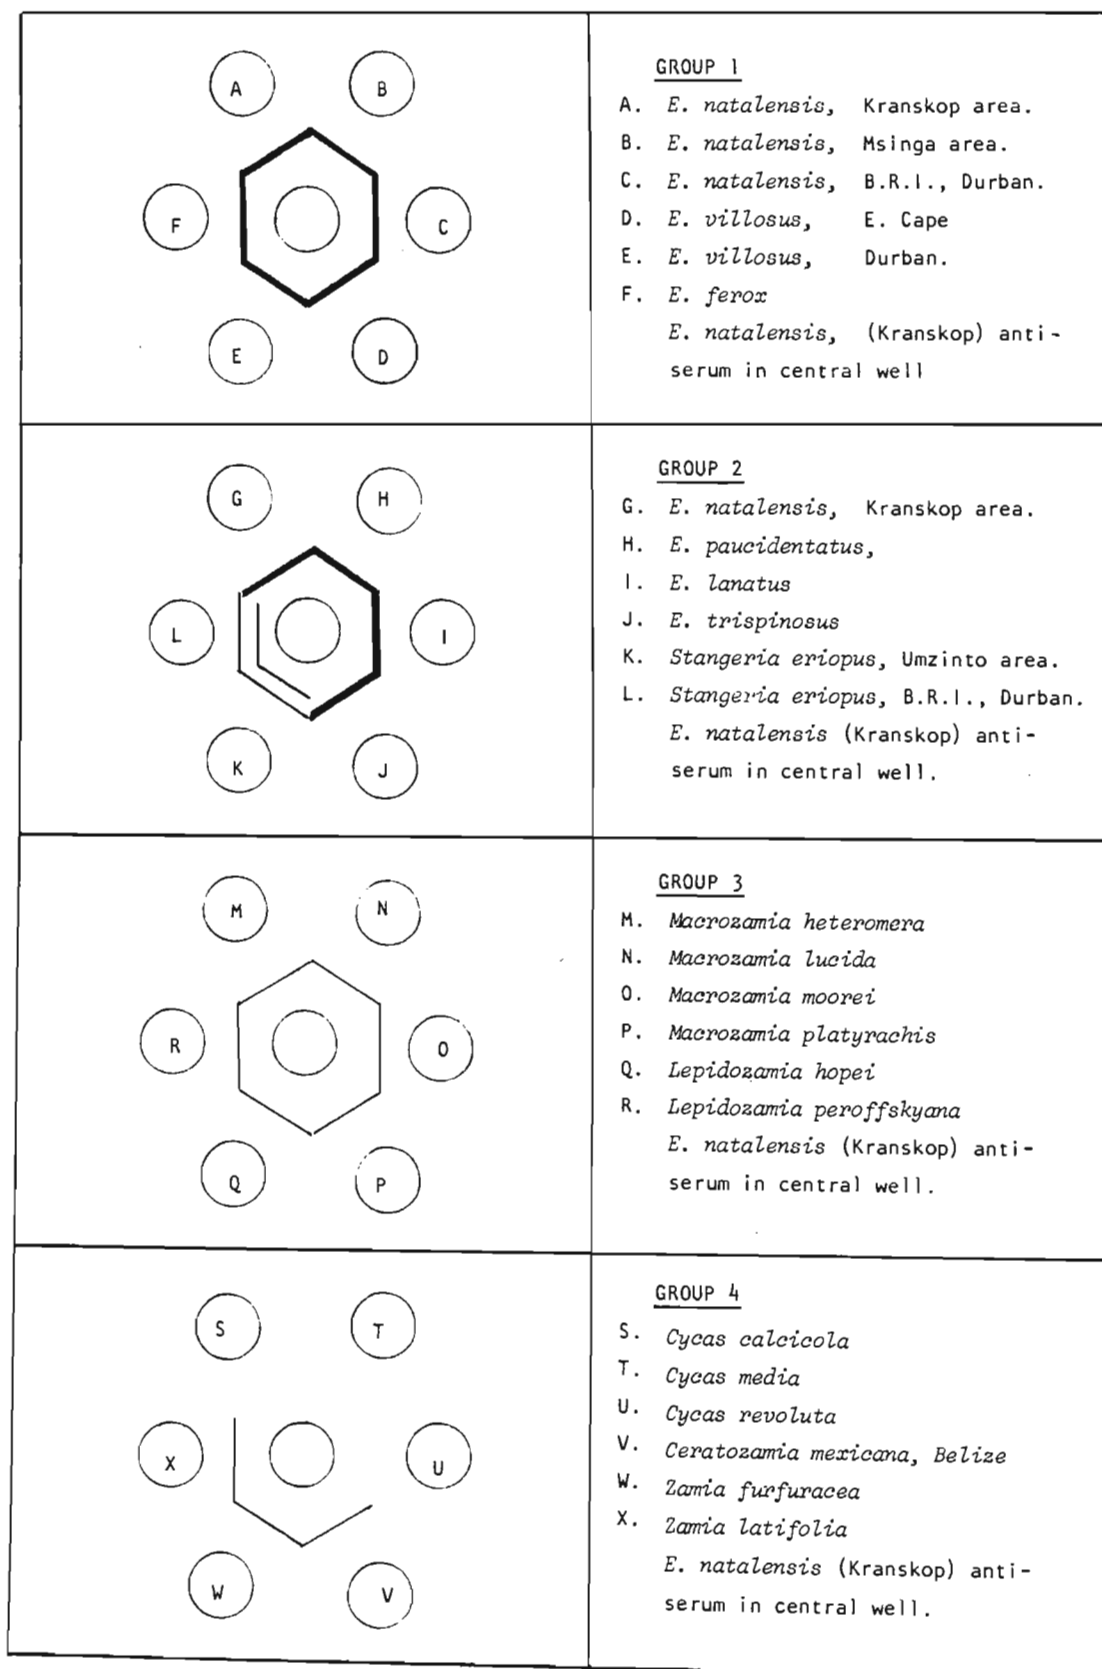 A B
F C
E D
GROUP 1
A. E. natalensis, Kranskop area.
B. E. natalensis, Msinga area.
C. E. natalensis, B.R.I., Durban.
D. E. villosus, E. Cape
E. E. villosus, Durban.
F. E. ferox
E. natalensis, (Kranskop) anti-
serum in central well
G H
L I
K J
GROUP 2
G. E. natalensis, Kranskop area.
H. E. paucidentatus,
I. E. lanatus
J. E. trispinosus
K. Stangeria eriopus, Umzinto area.
L. Stangeria eriopus, B.R.I., Durban.
E. natalensis (Kranskop) anti-
serum in central well.
M N
R O
Q P
GROUP 3
M. Macrozamia heteromera
N. Macrozamia lucida
O. Macrozamia moorei
P. Macrozamia platyrachis
Q. Lepidozamia hopei
R. Lepidozamia peroffskyana
E. natalensis (Kranskop) anti-
serum in central well.
S T
X U
W V
GROUP 4
S. Cycas calcicola
T. Cycas media
U. Cycas revoluta
V. Ceratozamia mexicana, Belize
W. Zamia furfuracea
X. Zamia latifolia
E. natalensis (Kranskop) anti-
serum in central well.